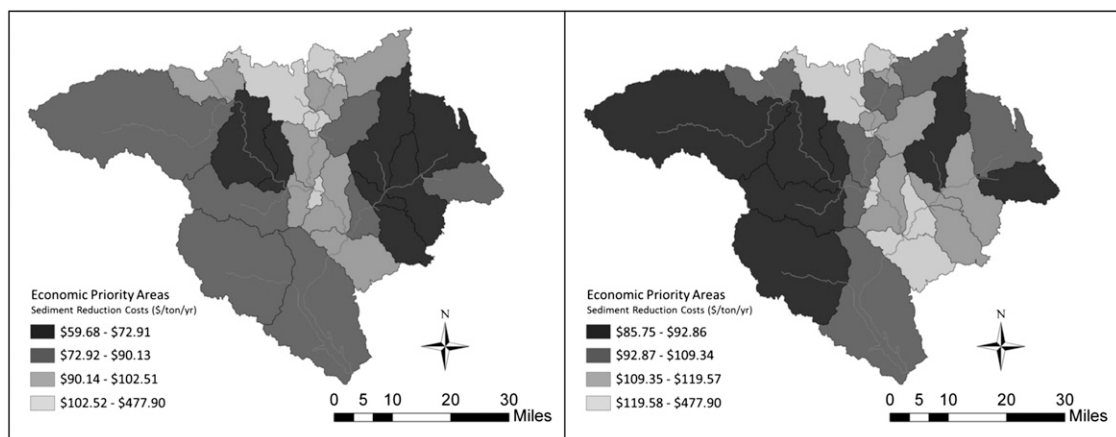 Economic Priority Areas
Sediment Reduction Costs ($/ton/yr)
$59.68 - $72.91
$72.92 - $90.13
$90.14 - $102.51
$102.52 - $477.90
N
0 5 10 20 30
Miles
Economic Priority Areas
Sediment Reduction Costs ($/ton/yr)
$85.75 - $92.86
$92.87 - $109.34
$109.35 - $119.57
$119.58 - $477.90
N
0 5 10 20 30
Miles